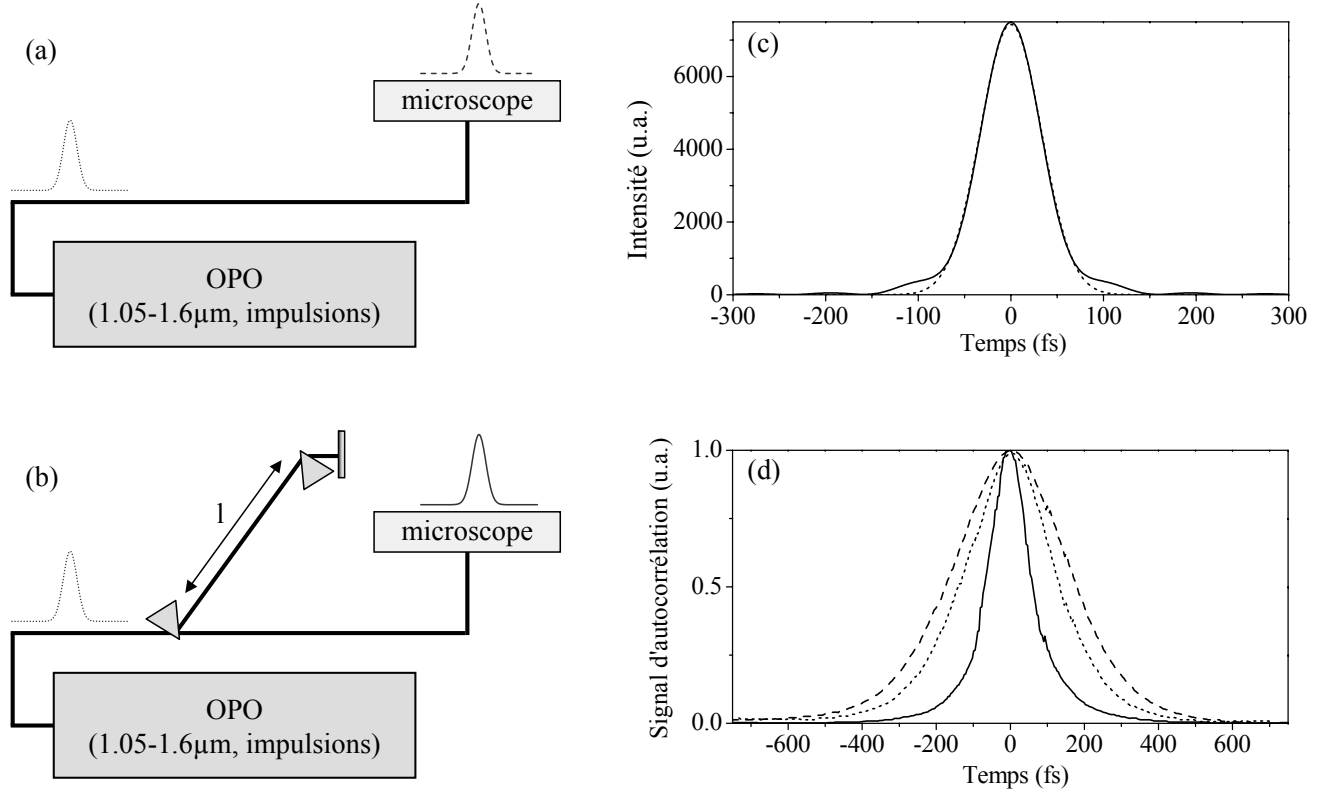 (a)
microscope
OPO
(1.05-1.6µm, impulsions)
(c)
Intensité (u.a.)
6000
4000
2000
0
-300 -200 -100 0 100 200 300
Temps (fs)
(b)
l
microscope
OPO
(1.05-1.6µm, impulsions)
(d)
Signal d'autocorrélation (u.a.)
1.0
0.5
0.0
-600 -400 -200 0 200 400 600
Temps (fs)